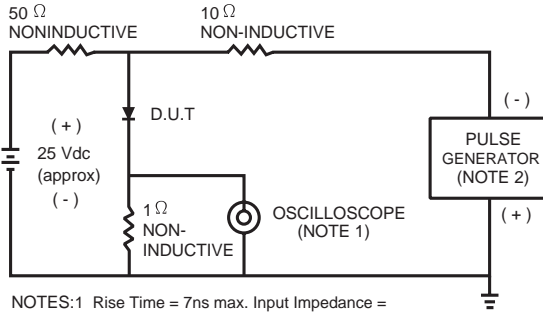 50 Ω
NONINDUCTIVE
10 Ω
NON-INDUCTIVE
( + )
25 Vdc
(approx)
( - )
D.U.T
1 Ω
NON-
INDUCTIVE
OSCILLOSCOPE
(NOTE 1)
( - )
PULSE
GENERATOR
(NOTE 2)
( + )
NOTES:1 Rise Time = 7ns max. Input Impedance =